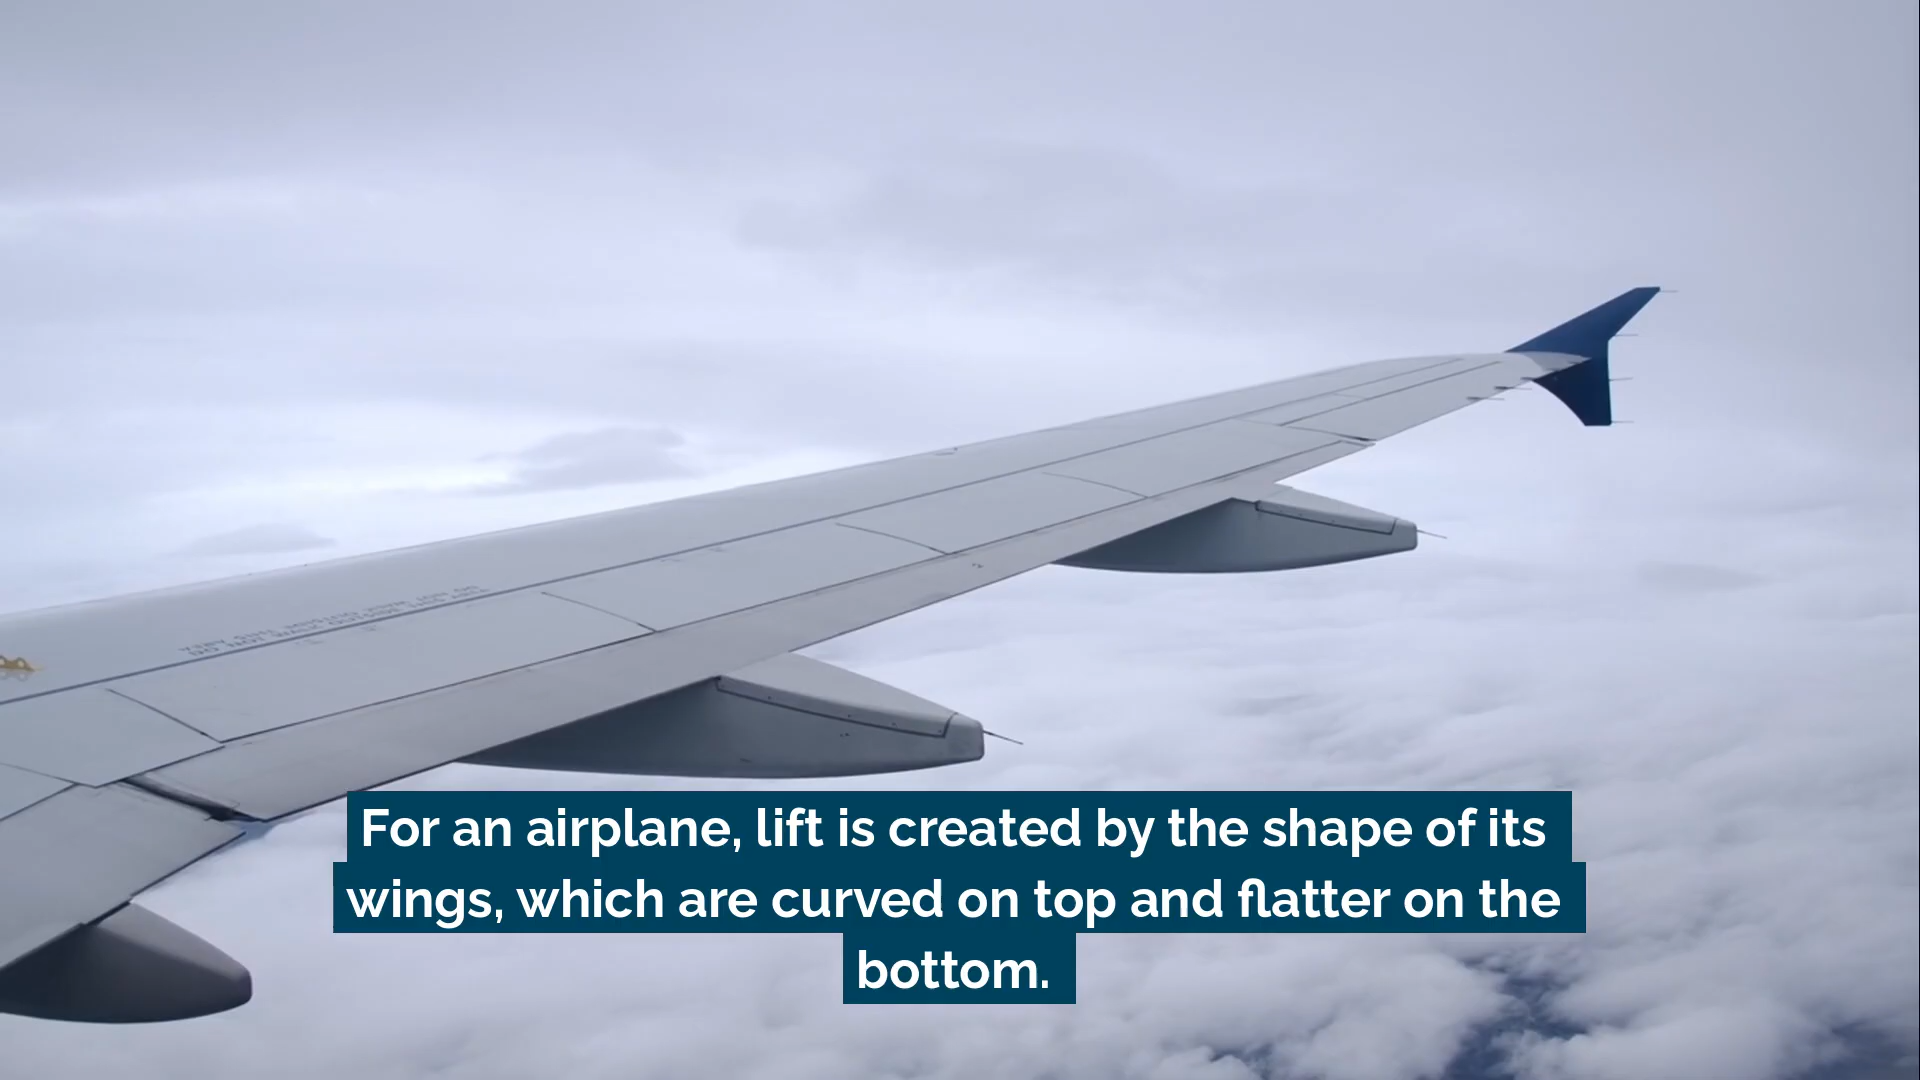 For an airplane, lift is created by the shape of its
wings, which are curved on top and flatter on the
bottom.